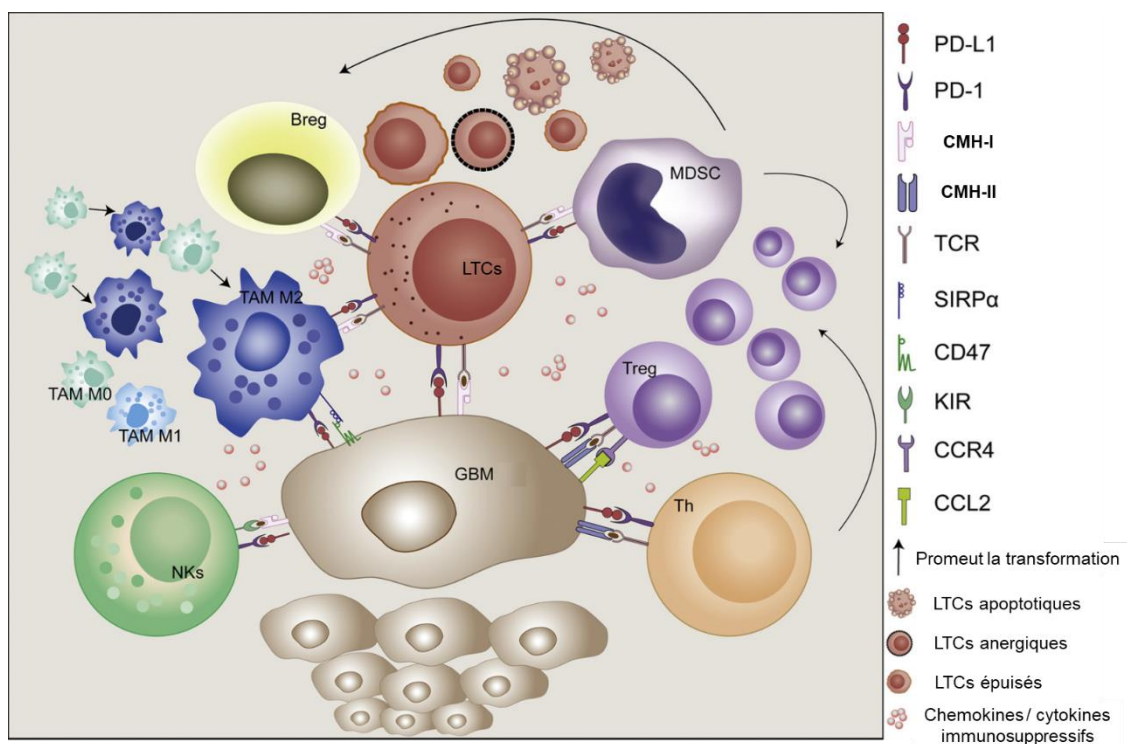 Breg
MDSC
LTCs
TAM M2
TAM M0
TAM M1
Treg
GBM
Th
NKs
PD-L1
PD-1
CMH-I
CMH-II
TCR
SIRPα
CD47
KIR
CCR4
CCL2
Promeut la transformation
LTCs apoptotiques
LTCs anergiques
LTCs épuisés
Chemokines / cytokines
immunosuppressifs